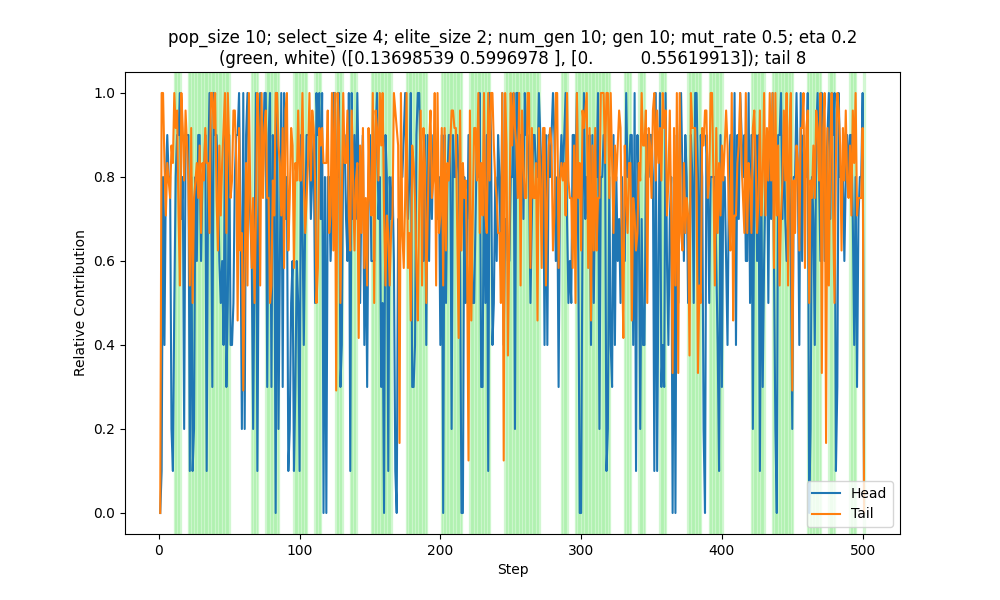 pop_size 10; select_size 4; elite_size 2; num_gen 10; gen 10; mut_rate 0.5; eta 0.2
(green, white) ([0.13698539 0.5996978 ], [0.         0.55619913]); tail 8
1.0
0.8
0.6
0.4
0.2
0.0
Relative Contribution
Head
Tail
0
100
200
300
400
500
Step